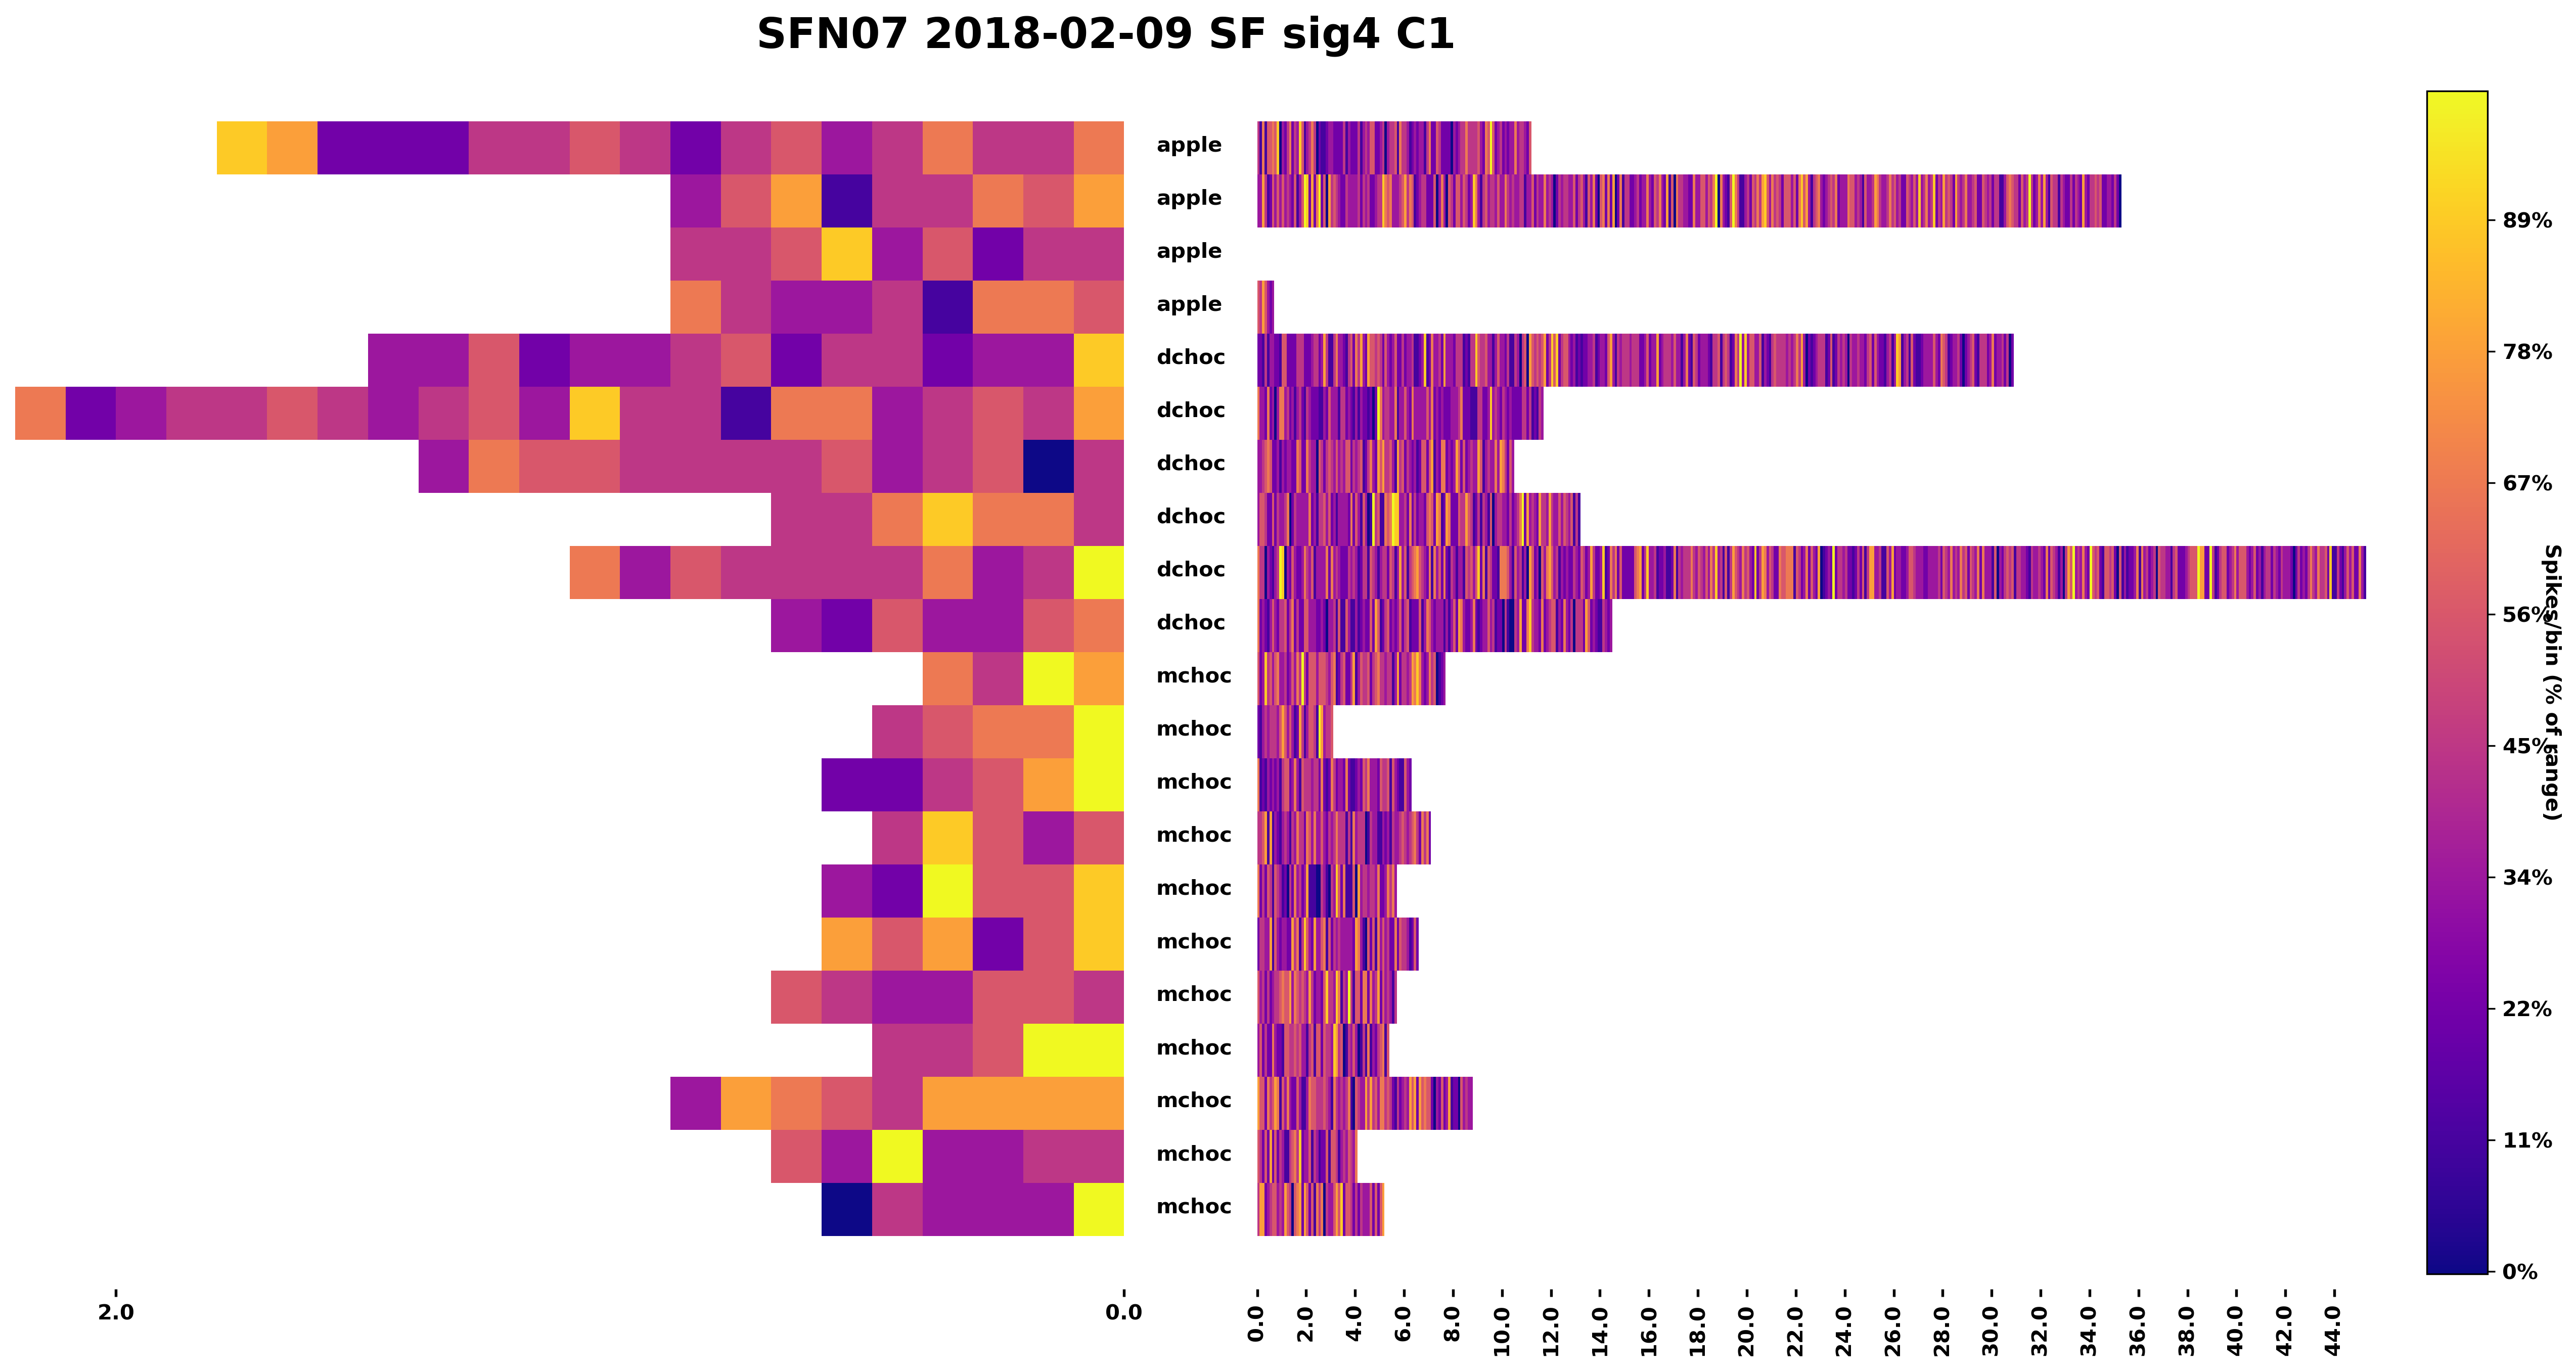 SFN07 2018-02-09 SF sig4 C1
apple
apple
apple
apple
dchoc
dchoc
dchoc
dchoc
dchoc
dchoc
mchoc
mchoc
mchoc
mchoc
mchoc
mchoc
mchoc
mchoc
mchoc
mchoc
mchoc
2.0
0.0
0.0
2.0
4.0
6.0
8.0
10.0
12.0
14.0
16.0
18.0
20.0
22.0
24.0
26.0
28.0
30.0
32.0
34.0
36.0
38.0
40.0
42.0
44.0
89%
78%
67%
56%
45%
34%
22%
11%
0%
Spikes/bin (% of range)